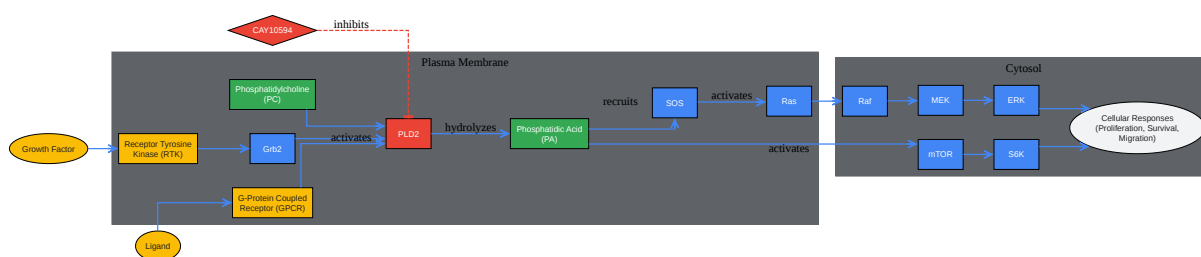 CAY10594
inhibits
Plasma Membrane
Cytosol
Phosphatidylcholine
(PC)
recruits
SOS
activates
Ras
Raf
MEK
ERK
Cellular Responses
(Proliferation, Survival,
Migration)
Growth Factor
Receptor Tyrosine
Kinase (RTK)
Grb2
activates
PLD2
hydrolyzes
Phosphatidic Acid
(PA)
activates
mTOR
S6K
G-Protein Coupled
Receptor (GPCR)
Ligand